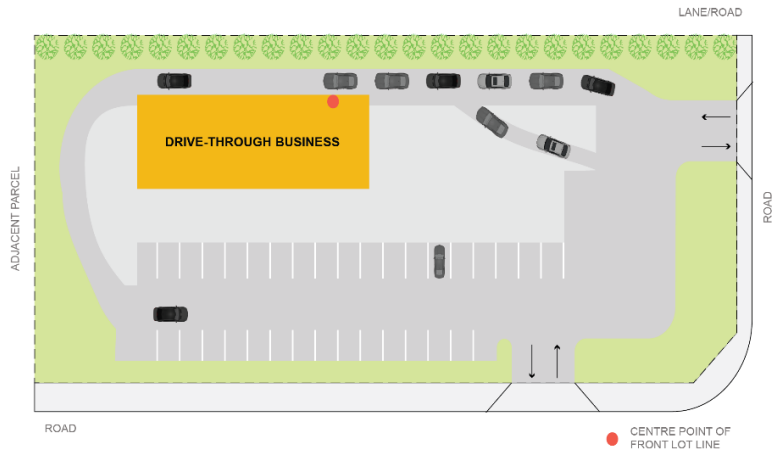 LANE/ROAD
DRIVE-THROUGH BUSINESS
ADJACENT PARCEL
ROAD
ROAD
CENTRE POINT OF
FRONT LOT LINE